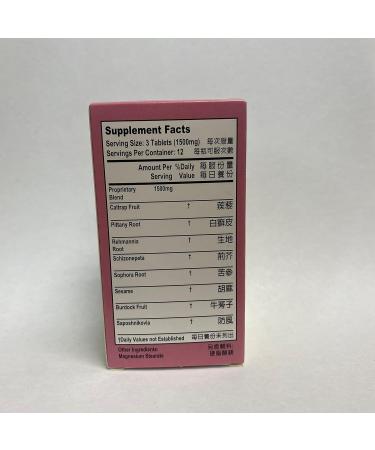 Supplement Facts
Serving Size: 3 Tablets (1500mg) 每次服量
Servings Per Container: 12 每瓶可服次數
Amount Per %Daily 每服份量
Serving Value 每日養份
Proprietary 1500mg
Blend
Caltrap Fruit † 蒺藜
Pittany Root † 白蘚皮
Rehmannia † 生地
Root
Schizonepeta † 荊芥
Sophora Root † 苦參
Sesame † 胡麻
Burdock Fruit † 牛蒡子
Saposhnikovia † 防風
†Daily Values not Established 每日養份未列出
Other Ingredients:
Magnesium Stearate